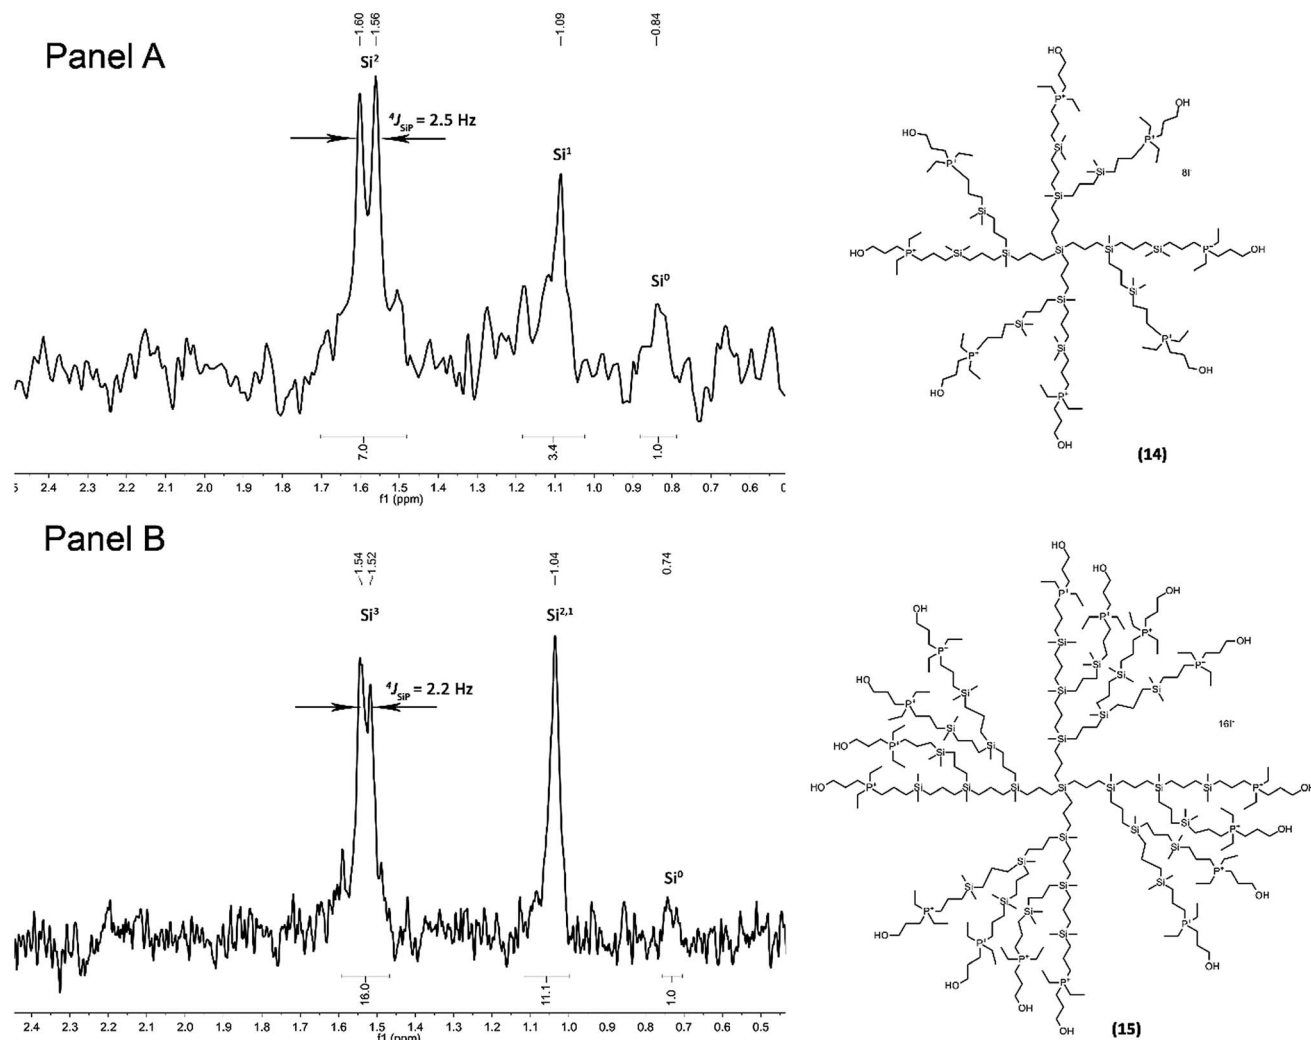 Panel A
−1.60
−1.56
−1.09
−0.84
Si²
⁴J_SiP = 2.5 Hz
Si¹
Si⁰
7.0
3.4
1.0
2.4 2.3 2.2 2.1 2.0 1.9 1.8 1.7 1.6 1.5 1.4 1.3 1.2 1.1 1.0 0.9 0.8 0.7 0.6
f1 (ppm)
8I⁻
(14)
Panel B
1.54
1.52
−1.04
0.74
Si³
Si²,¹
⁴J_SiP = 2.2 Hz
Si⁰
16.0
11.1
1.0
2.4 2.3 2.2 2.1 2.0 1.9 1.8 1.7 1.6 1.5 1.4 1.3 1.2 1.1 1.0 0.9 0.8 0.7 0.6 0.5
f1 (ppm)
16I⁻
(15)